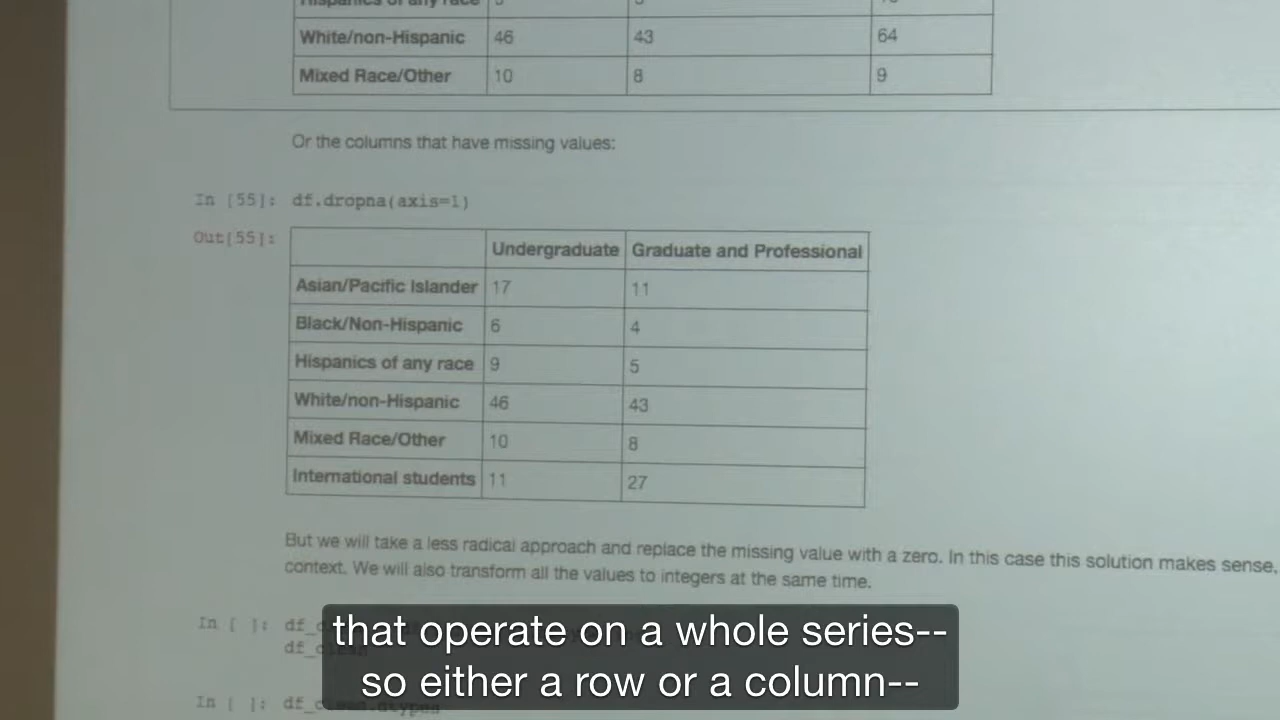 Hispanics of any race
White/non-Hispanic 46 43 64
Mixed Race/Other 10 8 9
Or the columns that have missing values:
In [55]: df.dropna(axis=1)
Out[55]:
Undergraduate Graduate and Professional
Asian/Pacific Islander 17 11
Black/Non-Hispanic 6 4
Hispanics of any race 9 5
White/non-Hispanic 46 43
Mixed Race/Other 10 8
International students 11 27
But we will take a less radical approach and replace the missing value with a zero. In this case this solution makes sense,
context. We will also transform all the values to integers at the same time.
In [ ]:
that operate on a whole series--
so either a row or a column--
In [ ]: